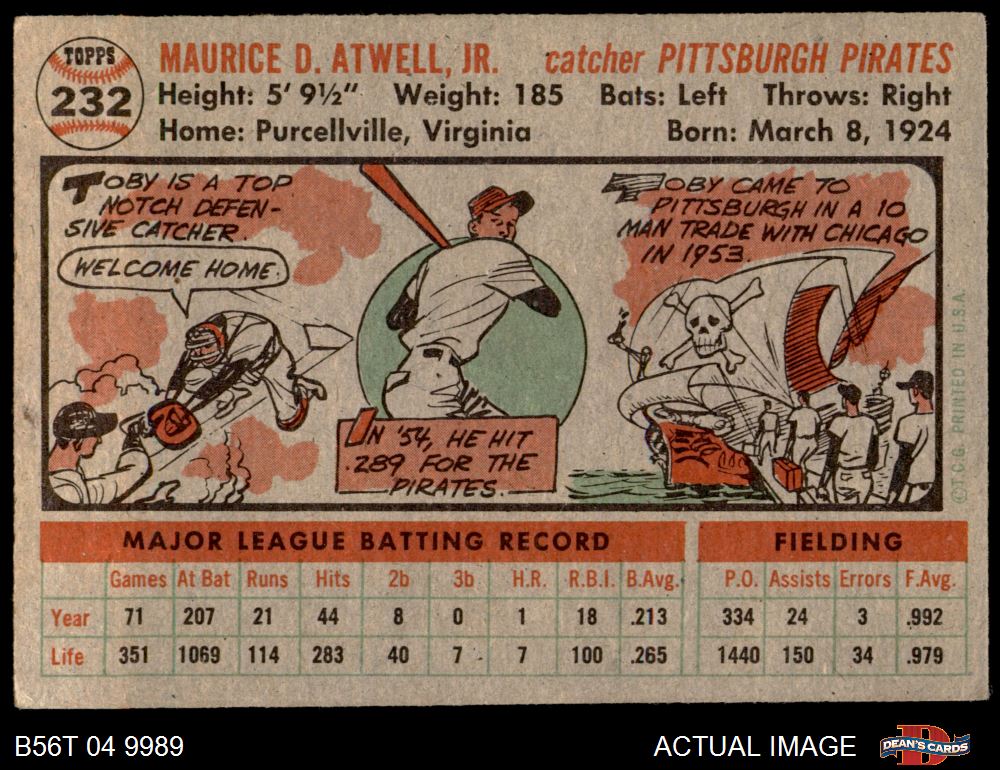 TOPPS
232
MAURICE D. ATWELL, JR. catcher PITTSBURGH PIRATES
Height: 5' 9½" Weight: 185 Bats: Left Throws: Right
Home: Purcellville, Virginia Born: March 8, 1924
TOBY IS A TOP
NOTCH DEFEN-
SIVE CATCHER.
WELCOME HOME.
IN '54, HE HIT
.289 FOR THE
PIRATES.
TOBY CAME TO
PITTSBURGH IN A 10
MAN TRADE WITH CHICAGO
IN 1953.
©T.C.G. PRINTED IN U.S.A.
MAJOR LEAGUE BATTING RECORD FIELDING
Games At Bat Runs Hits 2b 3b H.R. R.B.I. B.Avg. P.O. Assists Errors F.Avg.
Year 71 207 21 44 8 0 1 18 .213 334 24 3 .992
Life 351 1069 114 283 40 7 7 100 .265 1440 150 34 .979
B56T 04 9989 ACTUAL IMAGE DEAN'S CARDS